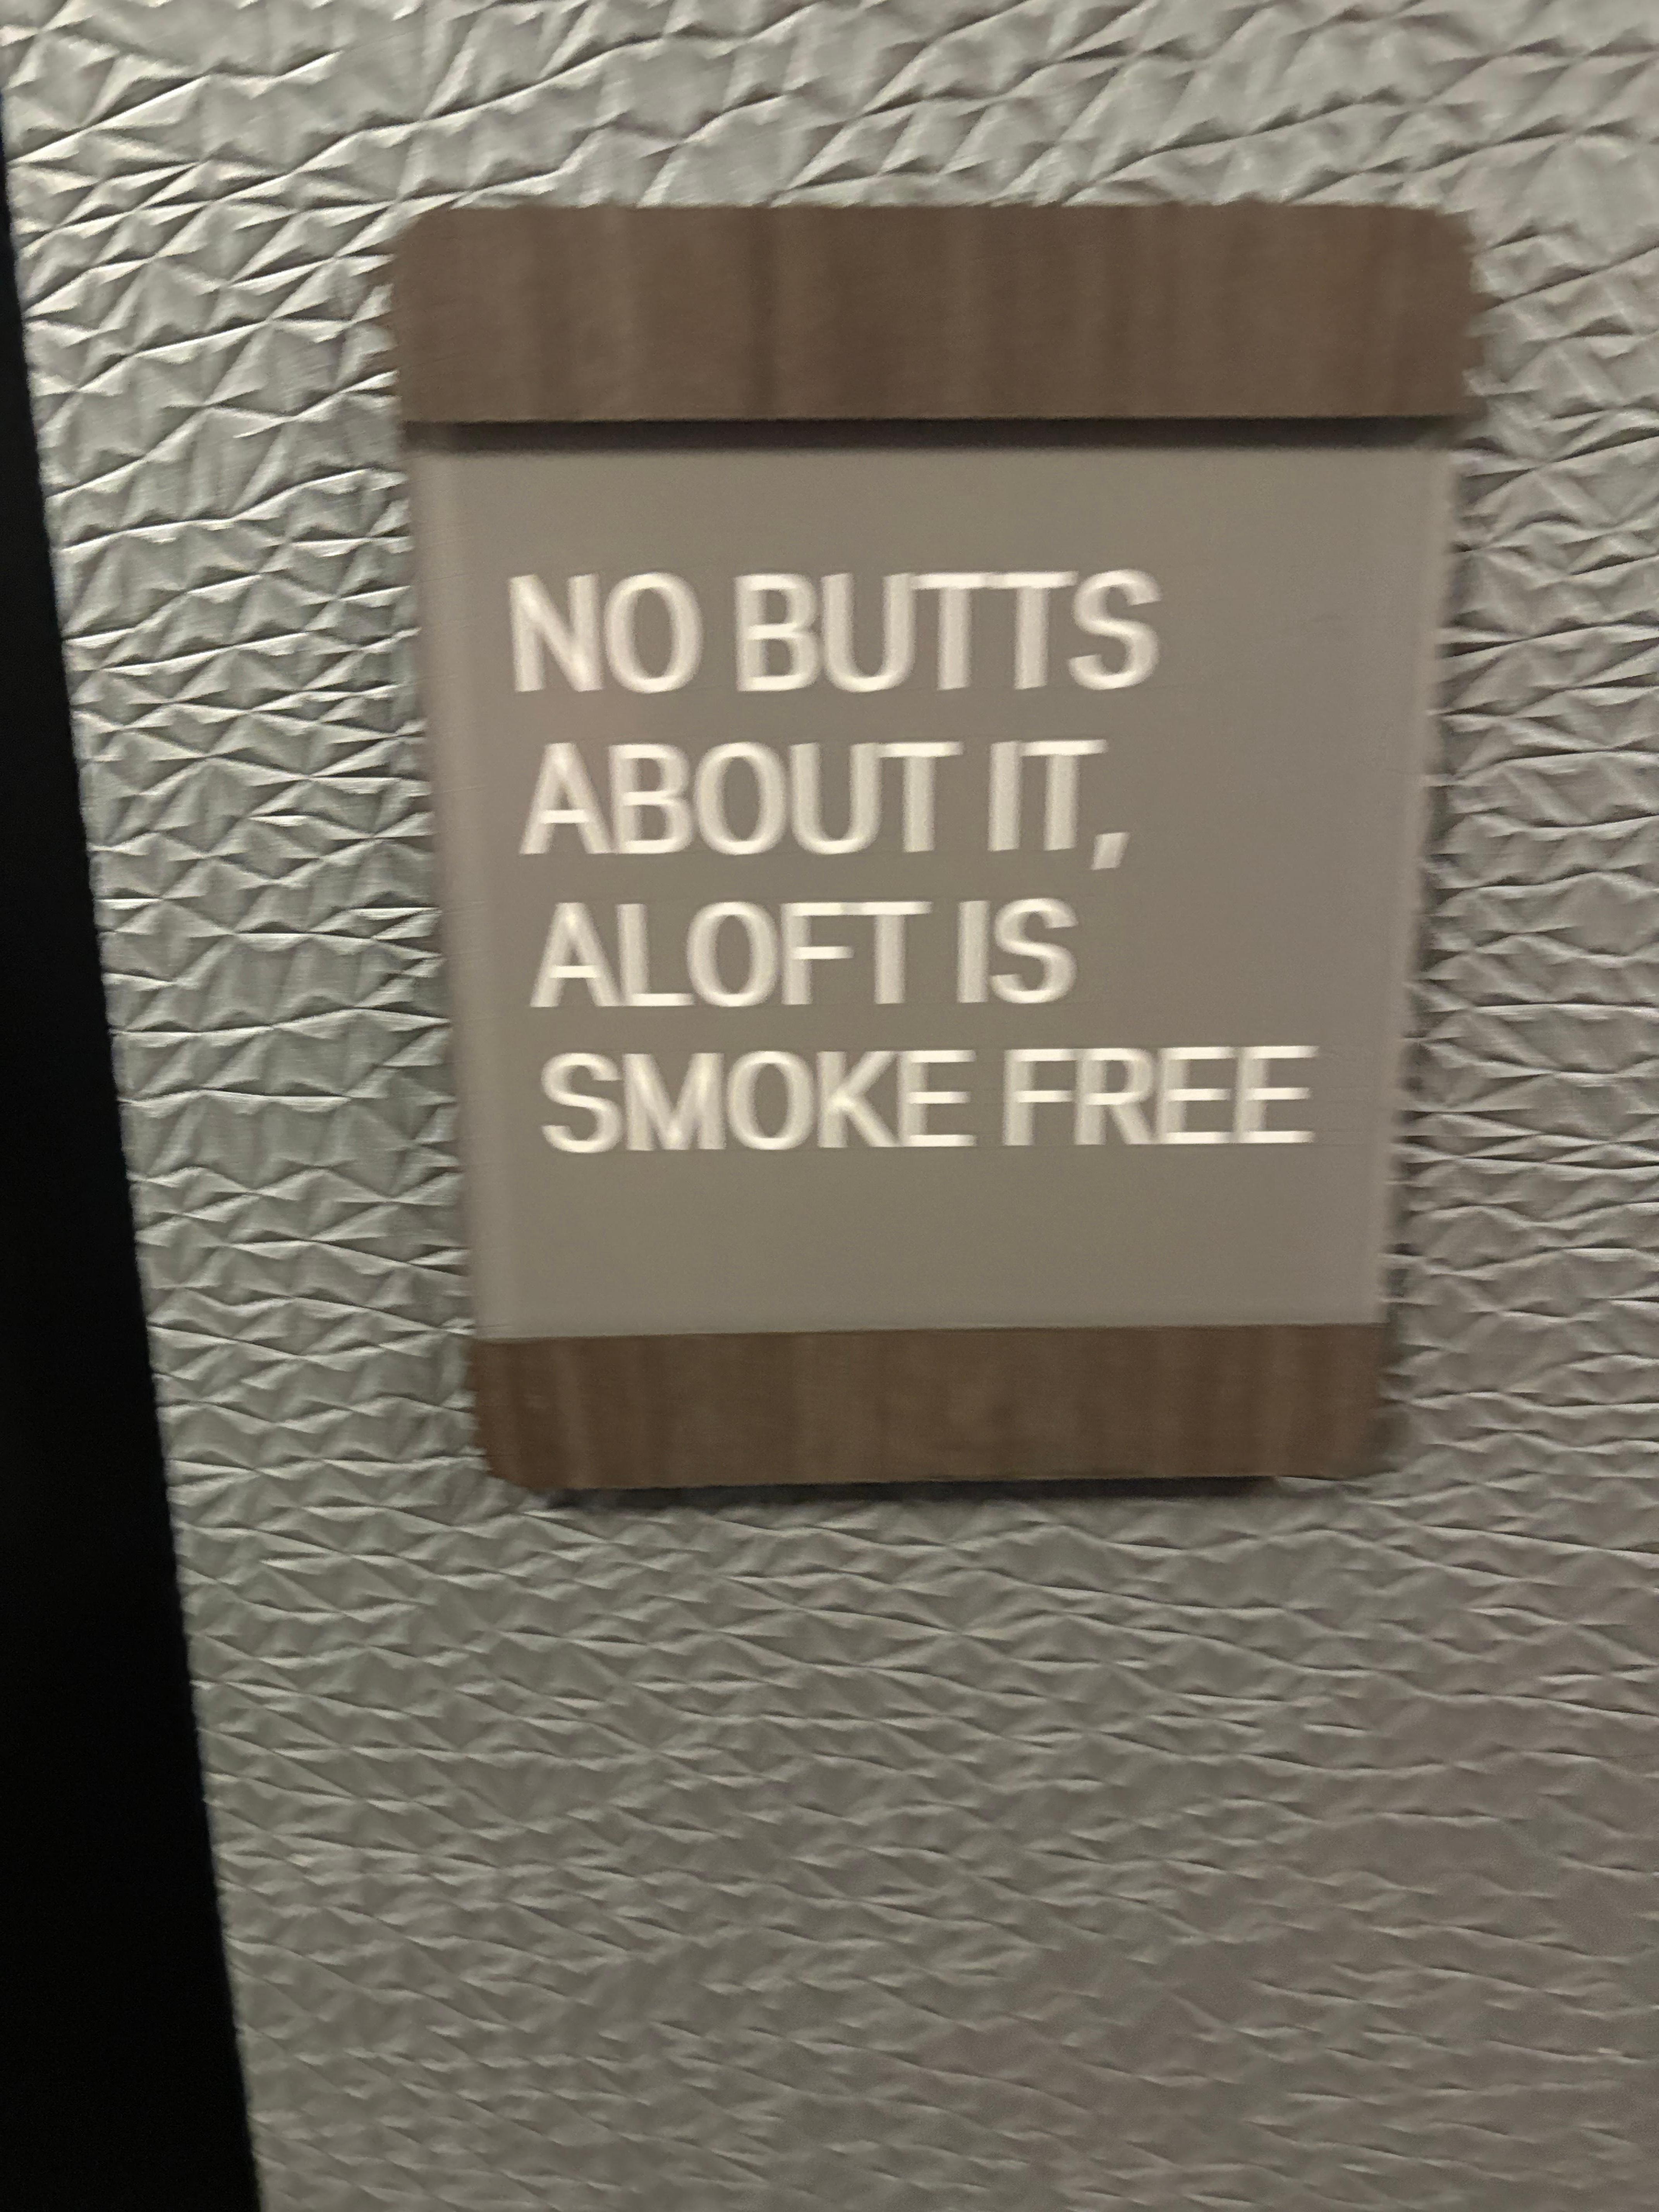 NO BUTTS
ABOUT IT,
ALOFT IS
SMOKE FREE